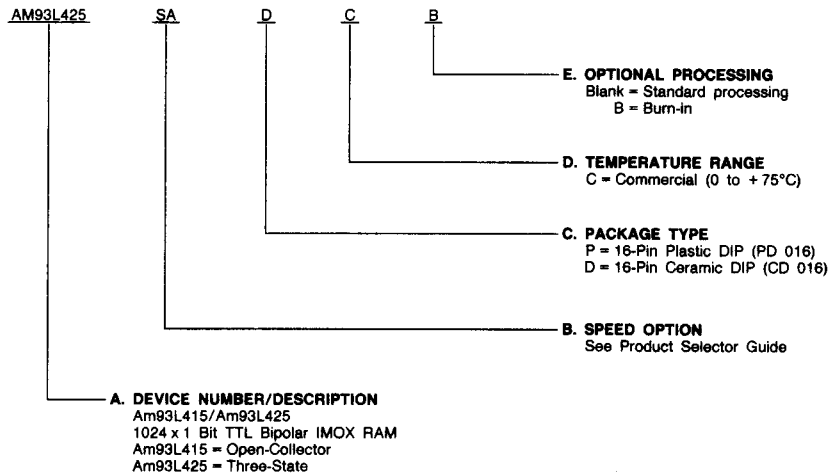 AM93L425 SA D C B
E. OPTIONAL PROCESSING
Blank = Standard processing
B = Burn-in
D. TEMPERATURE RANGE
C = Commercial (0 to +75°C)
C. PACKAGE TYPE
P = 16-Pin Plastic DIP (PD 016)
D = 16-Pin Ceramic DIP (CD 016)
B. SPEED OPTION
See Product Selector Guide
A. DEVICE NUMBER/DESCRIPTION
Am93L415/Am93L425
1024 x 1 Bit TTL Bipolar IMOX RAM
Am93L415 = Open-Collector
Am93L425 = Three-State